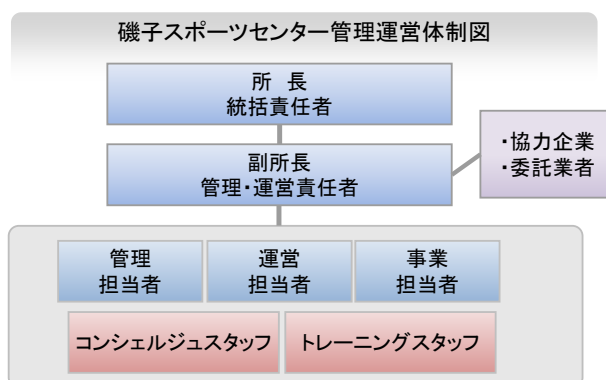 磯子スポーツセンター管理運営体制図
所 長
統括責任者
副所長
管理・運営責任者
・協力企業
・委託業者
管理
担当者
運営
担当者
事業
担当者
コンシェルジュスタッフ
トレーニングスタッフ